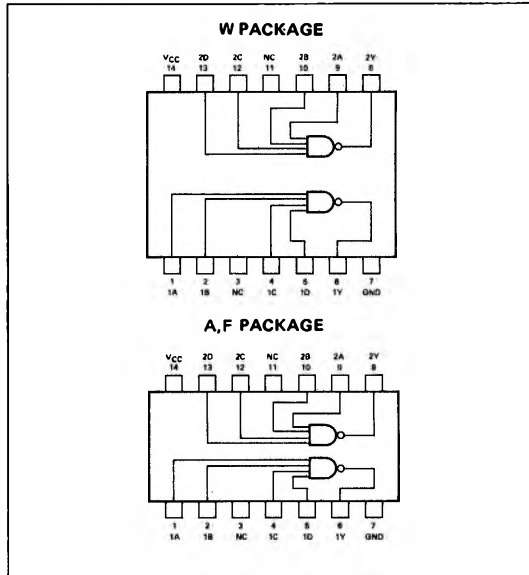 W PACKAGE
VCC 2D 2C NC 2B 2A 2Y
14 13 12 11 10 9 8
1 2 3 4 5 6 7
1A 1B NC 1C 1D 1Y GND
A,F PACKAGE
VCC 2D 2C NC 2B 2A 2Y
14 13 12 11 10 9 8
1 2 3 4 5 6 7
1A 1B NC 1C 1D 1Y GND